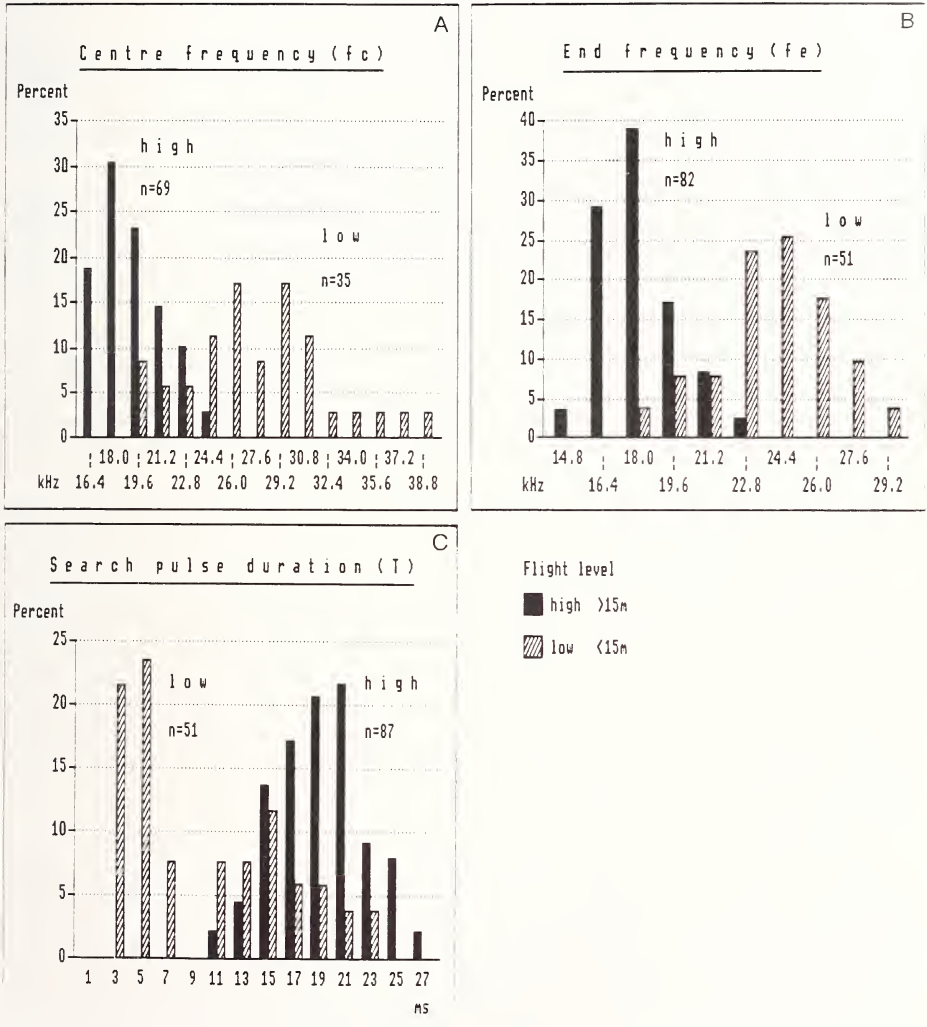 A
Centre frequency (fc)
Percent
35
30
25
20
15
10
5
0
high
n=69
low
n=35
18.0 21.2 24.4 27.6 30.8 34.0 37.2
kHz 16.4 19.6 22.8 26.0 29.2 32.4 35.6 38.8
B
End frequency (fe)
Percent
40
35
30
25
20
15
10
5
0
high
n=82
low
n=51
14.8 18.0 21.2 24.4 27.6
kHz 16.4 19.6 22.8 26.0 29.2
C
Search pulse duration (T)
Percent
25
20
15
10
5
0
low
n=51
high
n=87
1 3 5 7 9 11 13 15 17 19 21 23 25 27
ms
Flight level
high >15m
low <15m